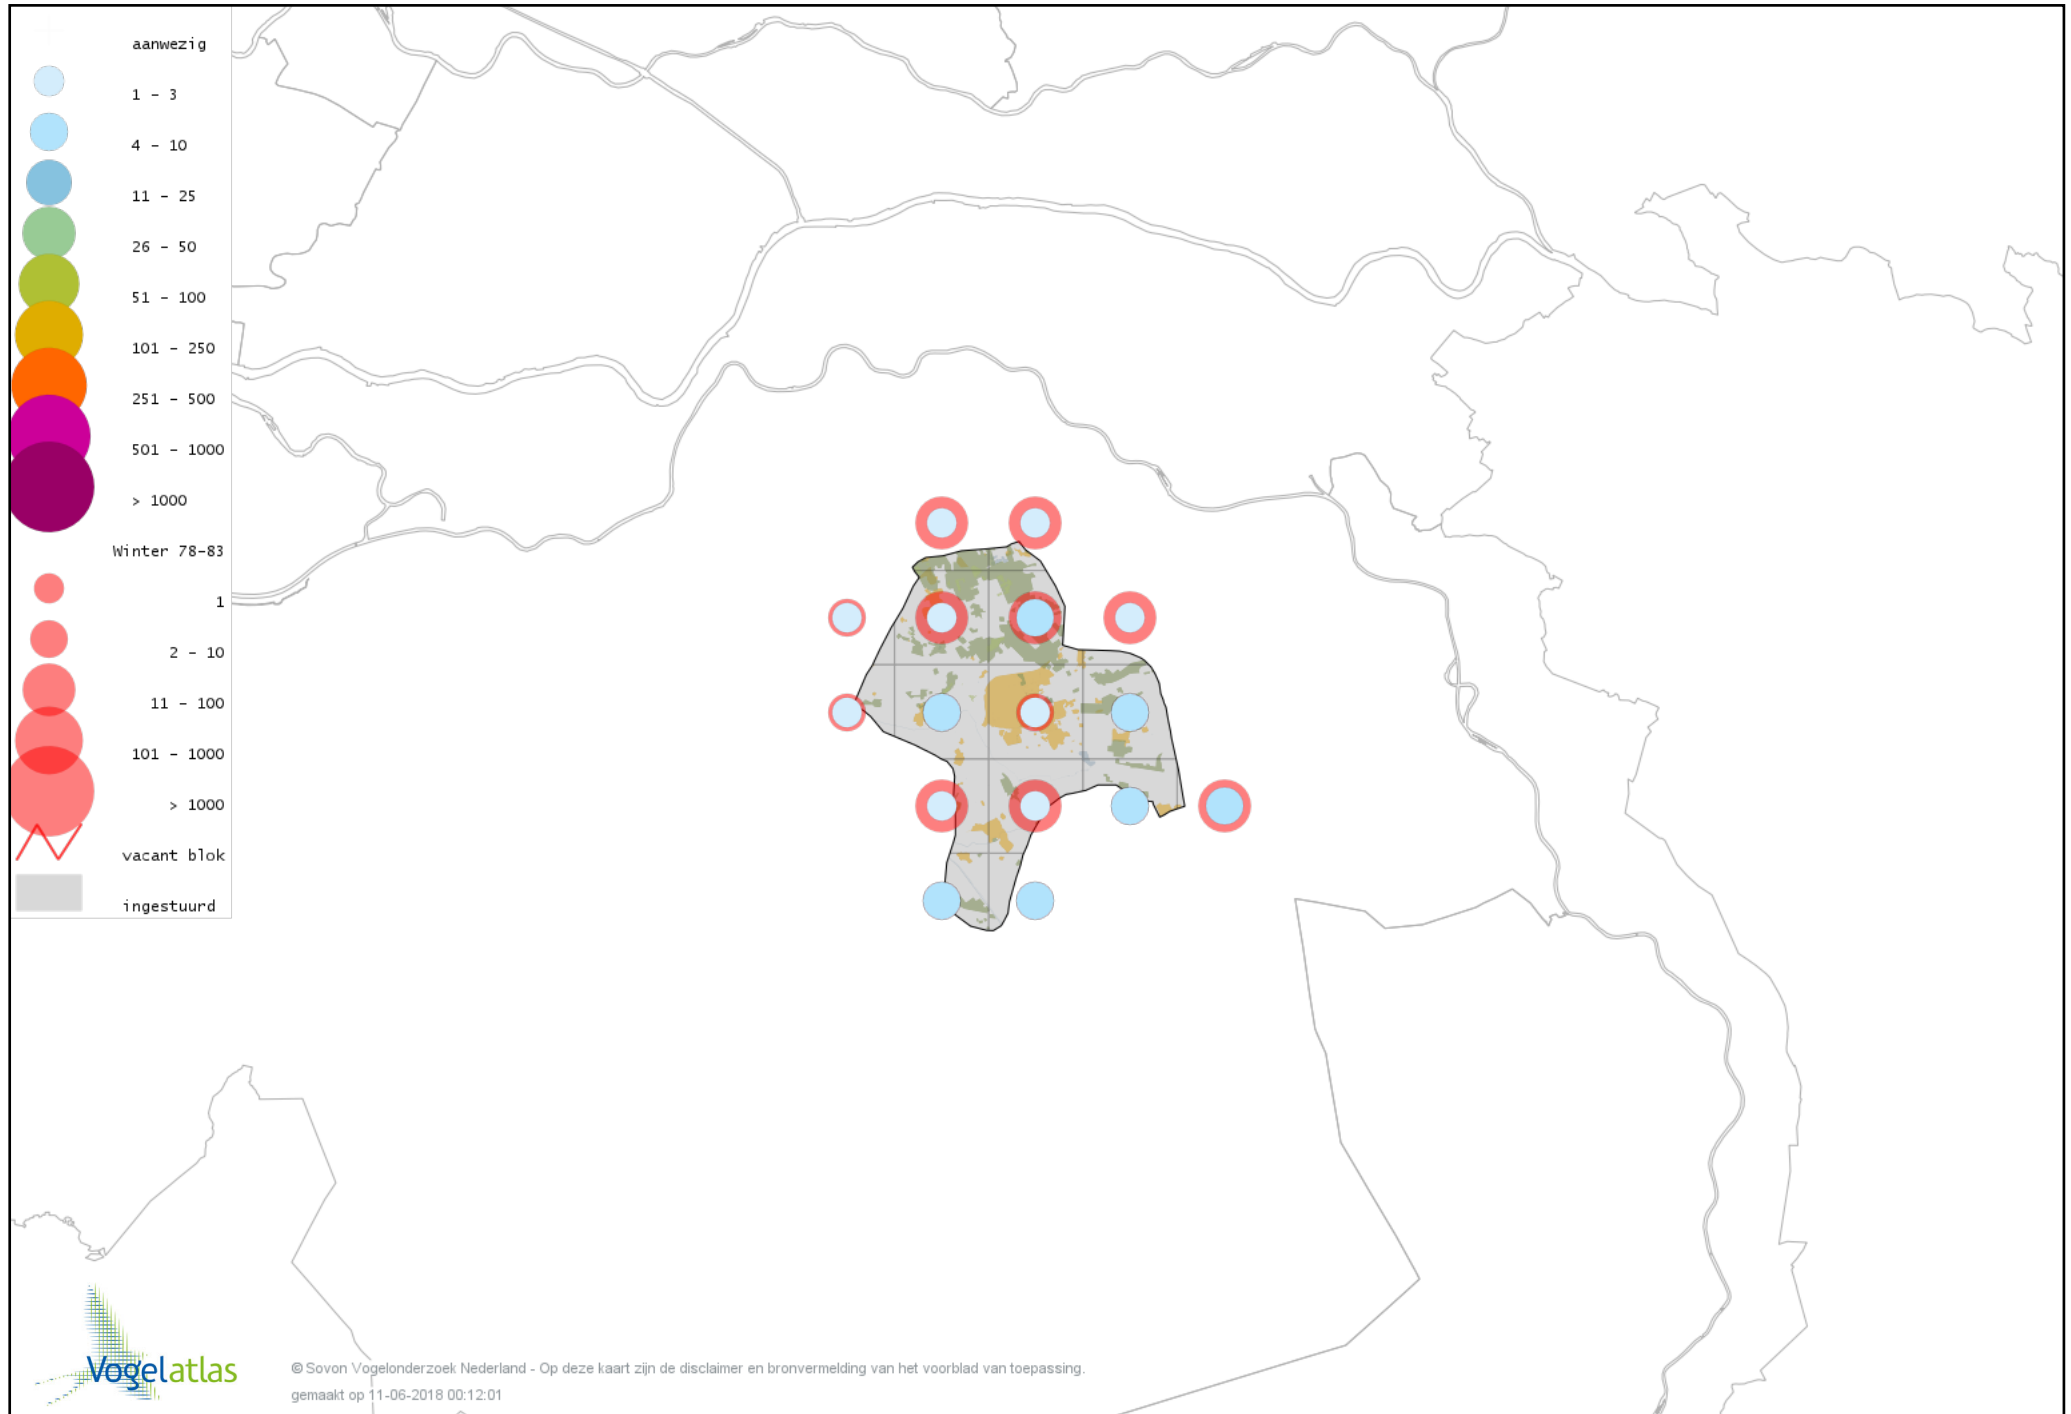 aanwezig
1 - 3
4 - 10
11 - 25
26 - 50
51 - 100
101 - 250
251 - 500
501 - 1000
> 1000
Winter 78-83
1
2 - 10
11 - 100
101 - 1000
> 1000
vacant blok
ingestuurd
Vogelatlas
© Sovon Vogelonderzoek Nederland - Op deze kaart zijn de disclaimer en bronvermelding van het voorblad van toepassing.
gemaakt op 11-06-2018 00:12:01